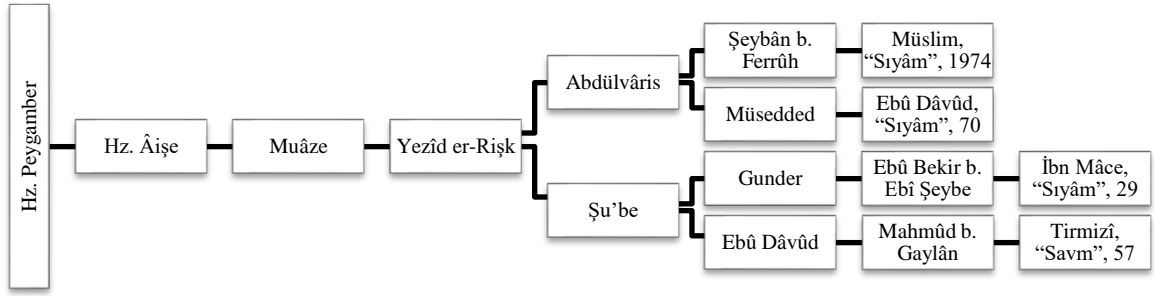 Hz. Peygamber
Hz. Âişe
Muâze
Yezîd er-Rişk
Abdülvâris
Şeybân b.
Ferrûh
Müslim,
“Sıyâm”, 1974
Müsedded
Ebû Dâvûd,
“Sıyâm”, 70
Şu’be
Gunder
Ebû Bekir b.
Ebî Şeybe
İbn Mâce,
“Sıyâm”, 29
Ebû Dâvûd
Mahmûd b.
Gaylân
Tirmizî,
“Savm”, 57